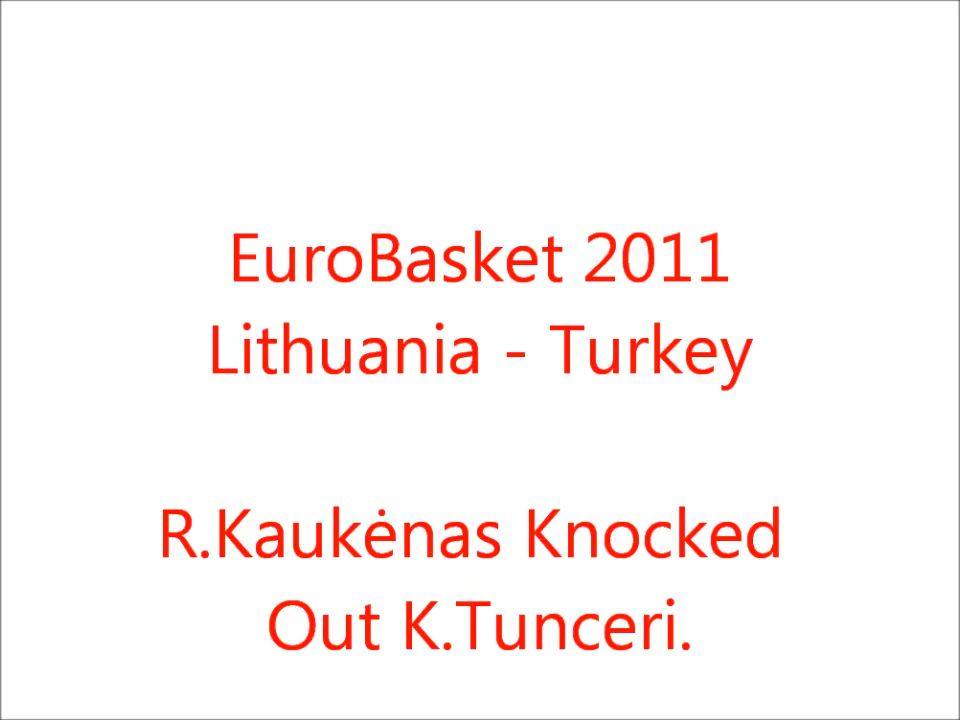 EuroBasket 2011
Lithuania - Turkey
R.Kaukėnas Knocked
Out K.Tunceri.